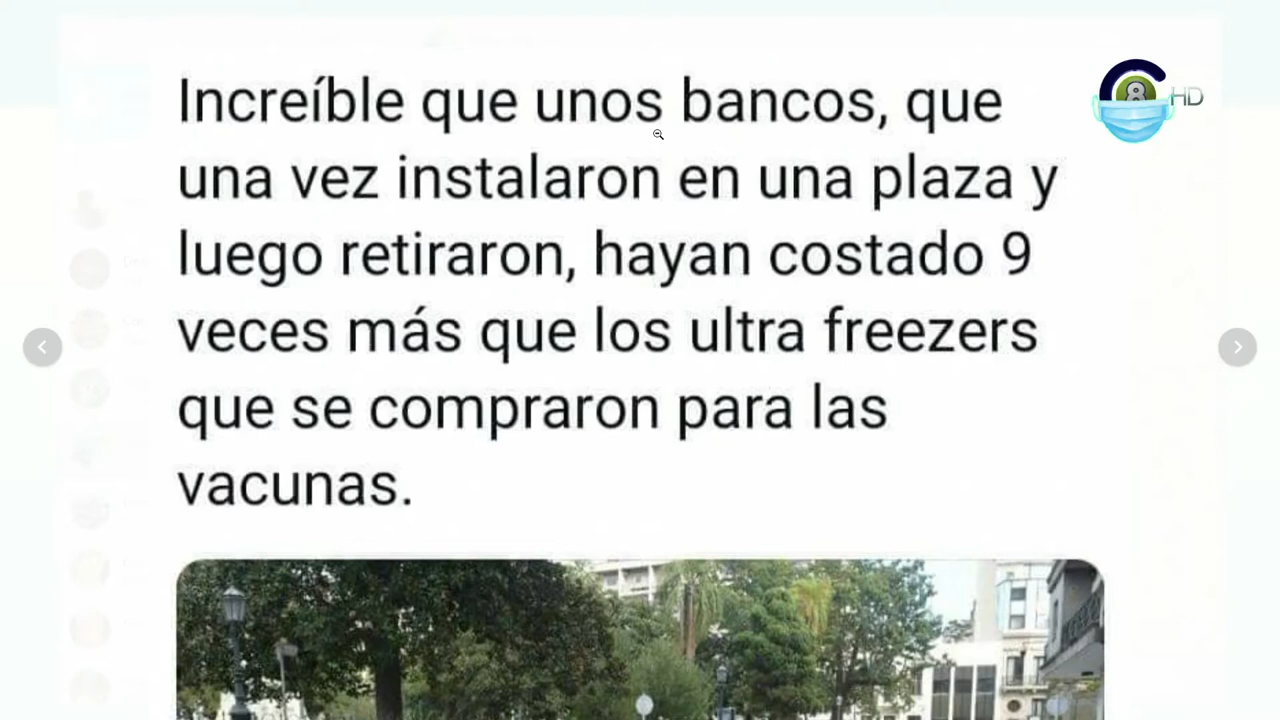 Increíble que unos bancos, que
una vez instalaron en una plaza y
luego retiraron, hayan costado 9
veces más que los ultra freezers
que se compraron para las
vacunas.
8 HD